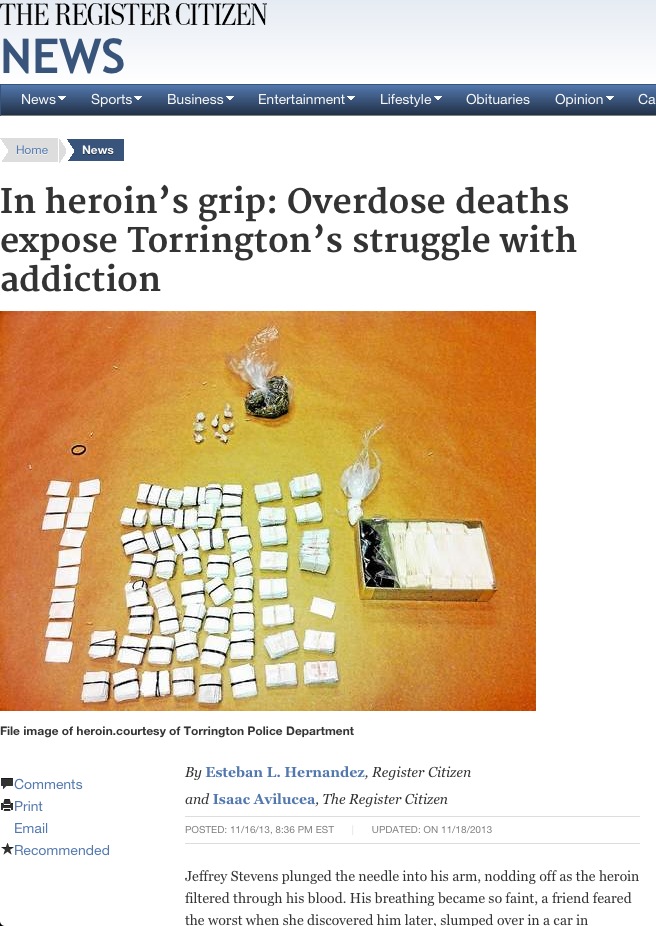 THE REGISTER CITIZEN
NEWS
News Sports Business Entertainment Lifestyle Obituaries Opinion Ca
Home News
In heroin's grip: Overdose deaths
expose Torrington's struggle with
addiction
File image of heroin.courtesy of Torrington Police Department
Comments
Print
Email
Recommended
By Esteban L. Hernandez, Register Citizen
and Isaac Avilucea, The Register Citizen
POSTED: 11/16/13, 8:36 PM EST | UPDATED: ON 11/18/2013
Jeffrey Stevens plunged the needle into his arm, nodding off as the heroin
filtered through his blood. His breathing became so faint, a friend feared
the worst when she discovered him later, slumped over in a car in